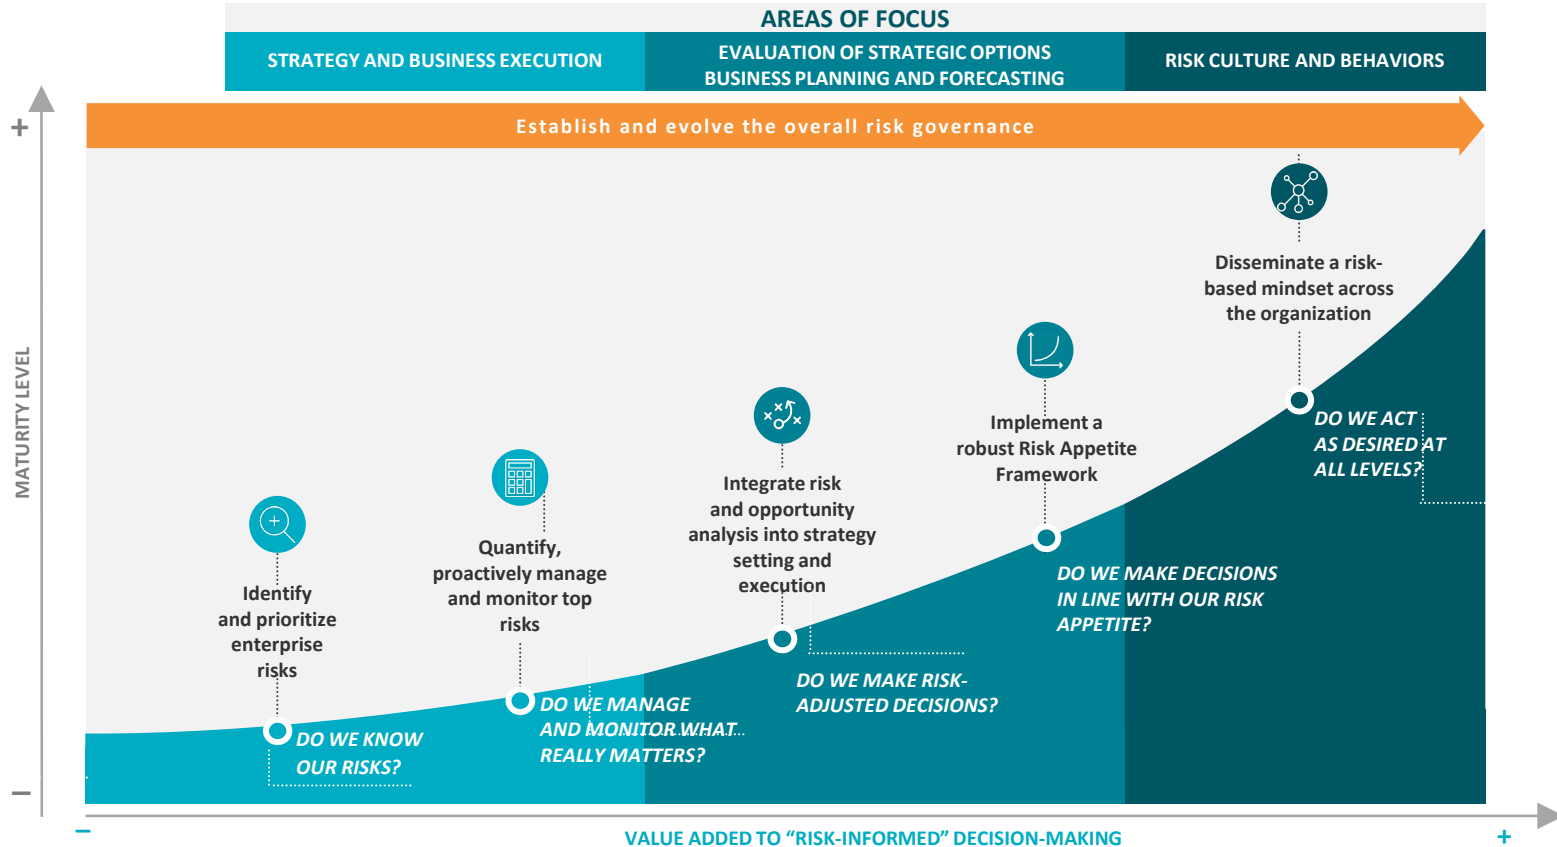 AREAS OF FOCUS
STRATEGY AND BUSINESS EXECUTION
EVALUATION OF STRATEGIC OPTIONS
BUSINESS PLANNING AND FORECASTING
RISK CULTURE AND BEHAVIORS
+
Establish and evolve the overall risk governance
Disseminate a risk-
based mindset across
the organization
Implement a
robust Risk Appetite
Framework
Integrate risk
and opportunity
analysis into strategy
setting and
execution
Quantify,
proactively manage
and monitor top
risks
Identify
and prioritize
enterprise
risks
DO WE KNOW
OUR RISKS?
DO WE MANAGE
AND MONITOR WHAT
REALLY MATTERS?
DO WE MAKE RISK-
ADJUSTED DECISIONS?
DO WE MAKE DECISIONS
IN LINE WITH OUR RISK
APPETITE?
DO WE ACT
AS DESIRED AT
ALL LEVELS?
MATURITY LEVEL
–
–
VALUE ADDED TO “RISK-INFORMED” DECISION-MAKING
+